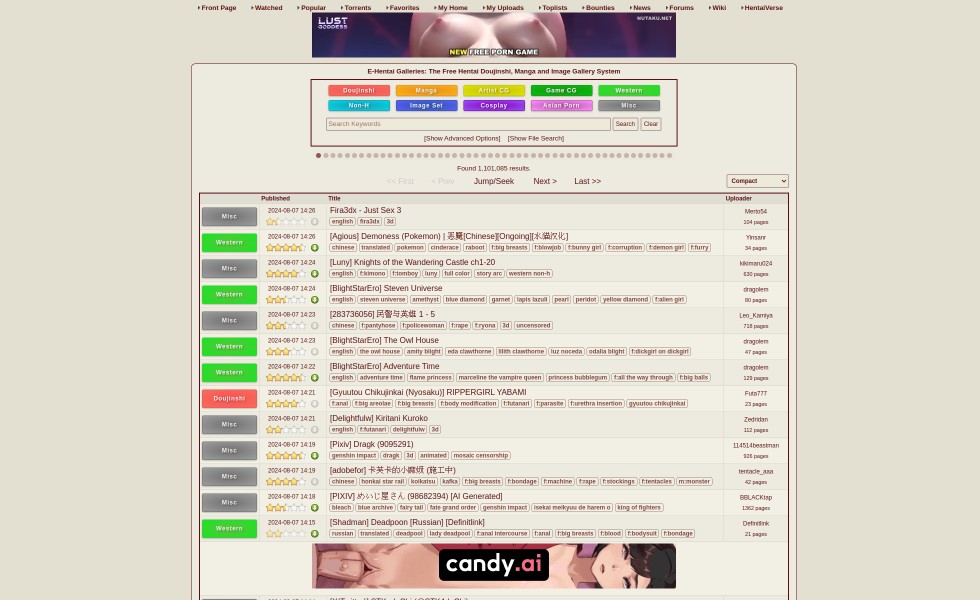 Front Page Watched Popular Torrents Favorites My Home My Uploads Toplists Bounties News Forums Wiki HentaiVerse
LUST GODDESS
NUTAKU.NET
NEW FREE PORN GAME
E-Hentai Galleries: The Free Hentai Doujinshi, Manga and Image Gallery System
Doujinshi Manga Artist CG Game CG Western
Non-H Image Set Cosplay Asian Porn Misc
Search Keywords Search Clear
[Show Advanced Options] [Show File Search]
Found 1,101,085 results.
<< First < Prev Jump/Seek Next > Last >> Compact
Published Title Uploader
Misc 2024-08-07 14:26 Fira3dx - Just Sex 3 Merto54
english fira3dx 3d 104 pages
Western 2024-08-07 14:26 [Agious] Demoness (Pokemon) | [Chinese][Ongoing] Yinsanr
chinese translated pokemon cinderace raboot f:big breasts f:blowjob f:bunny girl f:corruption f:demon girl f:furry 34 pages
Misc 2024-08-07 14:24 [Luny] Knights of the Wandering Castle ch1-20 kikimaru024
english f:kimono f:tomboy luny full color story arc western non-h 630 pages
Western 2024-08-07 14:24 [BlightStarEro] Steven Universe dragolem
english steven universe amethyst blue diamond garnet lapis lazuli pearl peridot yellow diamond f:alien girl 80 pages
Misc 2024-08-07 14:23 [283736056] 民警与英雄 1 - 5 Leo_Kamiya
chinese f:pantyhose f:policewoman f:rape f:ryona 3d uncensored 718 pages
Western 2024-08-07 14:23 [BlightStarEro] The Owl House dragolem
english the owl house amity blight eda clawthorne lilith clawthorne luz noceda odalia blight f:dickgirl on dickgirl 47 pages
Western 2024-08-07 14:22 [BlightStarEro] Adventure Time dragolem
english adventure time flame princess marceline the vampire queen princess bubblegum f:all the way through f:big balls 129 pages
Doujinshi 2024-08-07 14:21 [Gyuutou Chikujinkai (Nyosaku)] RIPPERGIRL YABAMI Futa777
f:anal f:big areolae f:big breasts f:body modification f:futanari f:parasite f:urethra insertion gyuutou chikujinkai 23 pages
Misc 2024-08-07 14:21 [Delightfulw] Kiritani Kuroko Zedridan
english f:futanari delightfulw 3d 112 pages
Misc 2024-08-07 14:19 [Pixiv] Dragk (9095291) 114514beastman
genshin impact dragk 3d animated mosaic censorship 926 pages
Misc 2024-08-07 14:19 [adobefor] 卡芙卡的小麻烦 (施工中) tentacle_aaa
chinese honkai star rail koikatsu kafka f:big breasts f:bondage f:machine f:rape f:stockings f:tentacles m:monster 42 pages
Misc 2024-08-07 14:18 [PIXIV] めいじ屋さん (98682394) [AI Generated] BBLACKtap
bleach blue archive fairy tail fate grand order genshin impact isekai meikyuu de harem o king of fighters 1362 pages
Western 2024-08-07 14:15 [Shadman] Deadpoon [Russian] [Definitlink] Definitlink
russian translated deadpool lady deadpool f:anal intercourse f:anal f:big breasts f:blood f:bodysuit f:bondage 21 pages
candy.ai